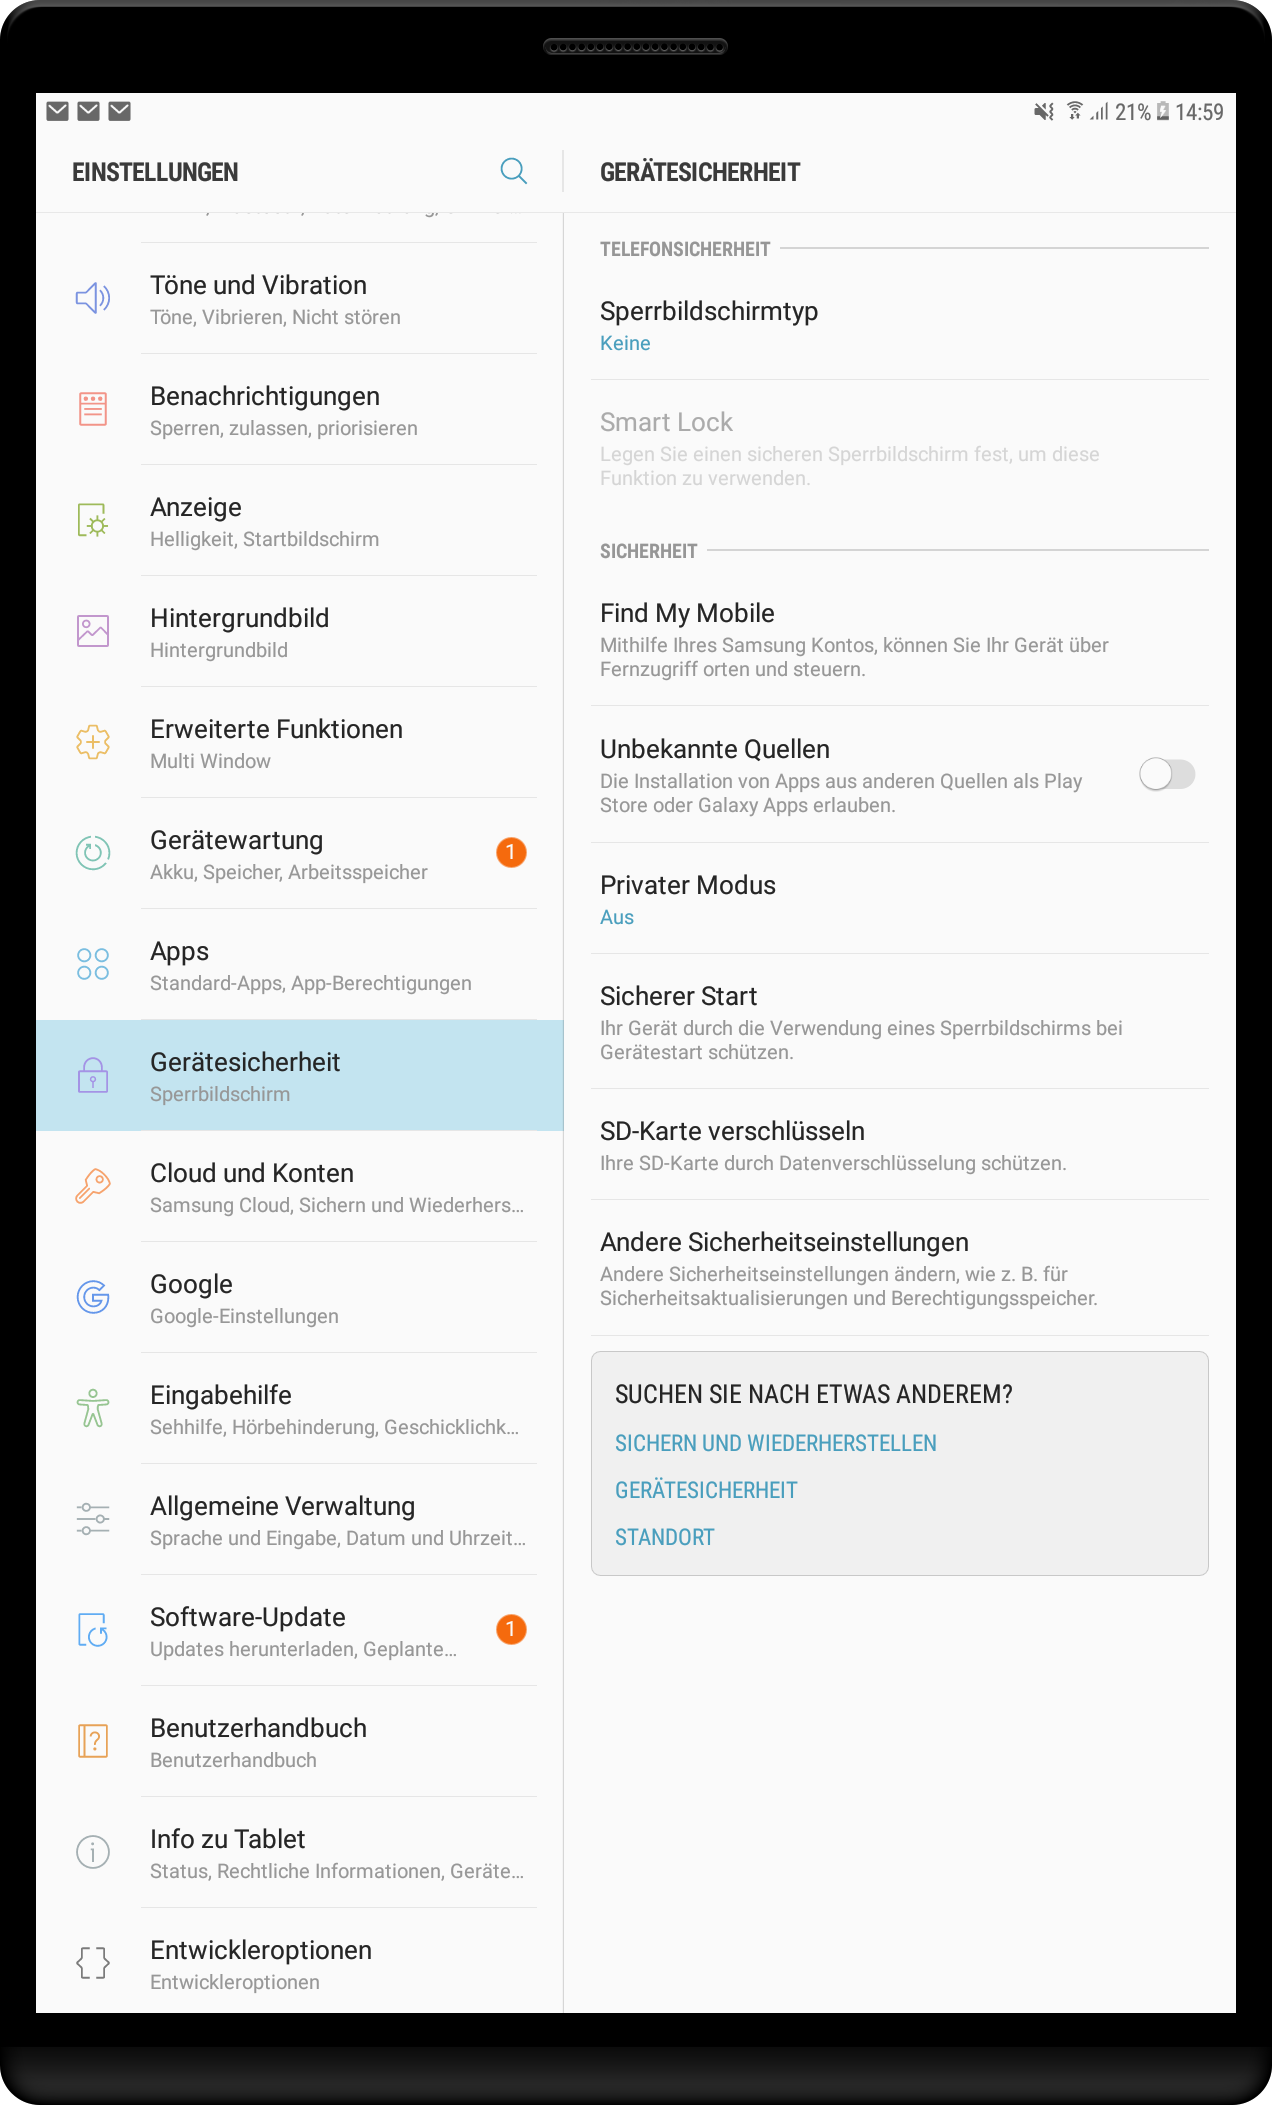 21% 14:59
EINSTELLUNGEN
Töne und Vibration
Töne, Vibrieren, Nicht stören
Benachrichtigungen
Sperren, zulassen, priorisieren
Anzeige
Helligkeit, Startbildschirm
Hintergrundbild
Hintergrundbild
Erweiterte Funktionen
Multi Window
Gerätewartung
Akku, Speicher, Arbeitsspeicher
1
Apps
Standard-Apps, App-Berechtigungen
Gerätesicherheit
Sperrbildschirm
Cloud und Konten
Samsung Cloud, Sichern und Wiederhers...
Google
Google-Einstellungen
Eingabehilfe
Sehhilfe, Hörbehinderung, Geschicklichk...
Allgemeine Verwaltung
Sprache und Eingabe, Datum und Uhrzeit...
Software-Update
Updates herunterladen, Geplante...
1
Benutzerhandbuch
Benutzerhandbuch
Info zu Tablet
Status, Rechtliche Informationen, Geräte...
Entwickleroptionen
Entwickleroptionen
GERÄTESICHERHEIT
TELEFONSICHERHEIT
Sperrbildschirmtyp
Keine
Smart Lock
Legen Sie einen sicheren Sperrbildschirm fest, um diese
Funktion zu verwenden.
SICHERHEIT
Find My Mobile
Mithilfe Ihres Samsung Kontos, können Sie Ihr Gerät über
Fernzugriff orten und steuern.
Unbekannte Quellen
Die Installation von Apps aus anderen Quellen als Play
Store oder Galaxy Apps erlauben.
Privater Modus
Aus
Sicherer Start
Ihr Gerät durch die Verwendung eines Sperrbildschirms bei
Gerätestart schützen.
SD-Karte verschlüsseln
Ihre SD-Karte durch Datenverschlüsselung schützen.
Andere Sicherheitseinstellungen
Andere Sicherheitseinstellungen ändern, wie z. B. für
Sicherheitsaktualisierungen und Berechtigungsspeicher.
SUCHEN SIE NACH ETWAS ANDEREM?
SICHERN UND WIEDERHERSTELLEN
GERÄTESICHERHEIT
STANDORT